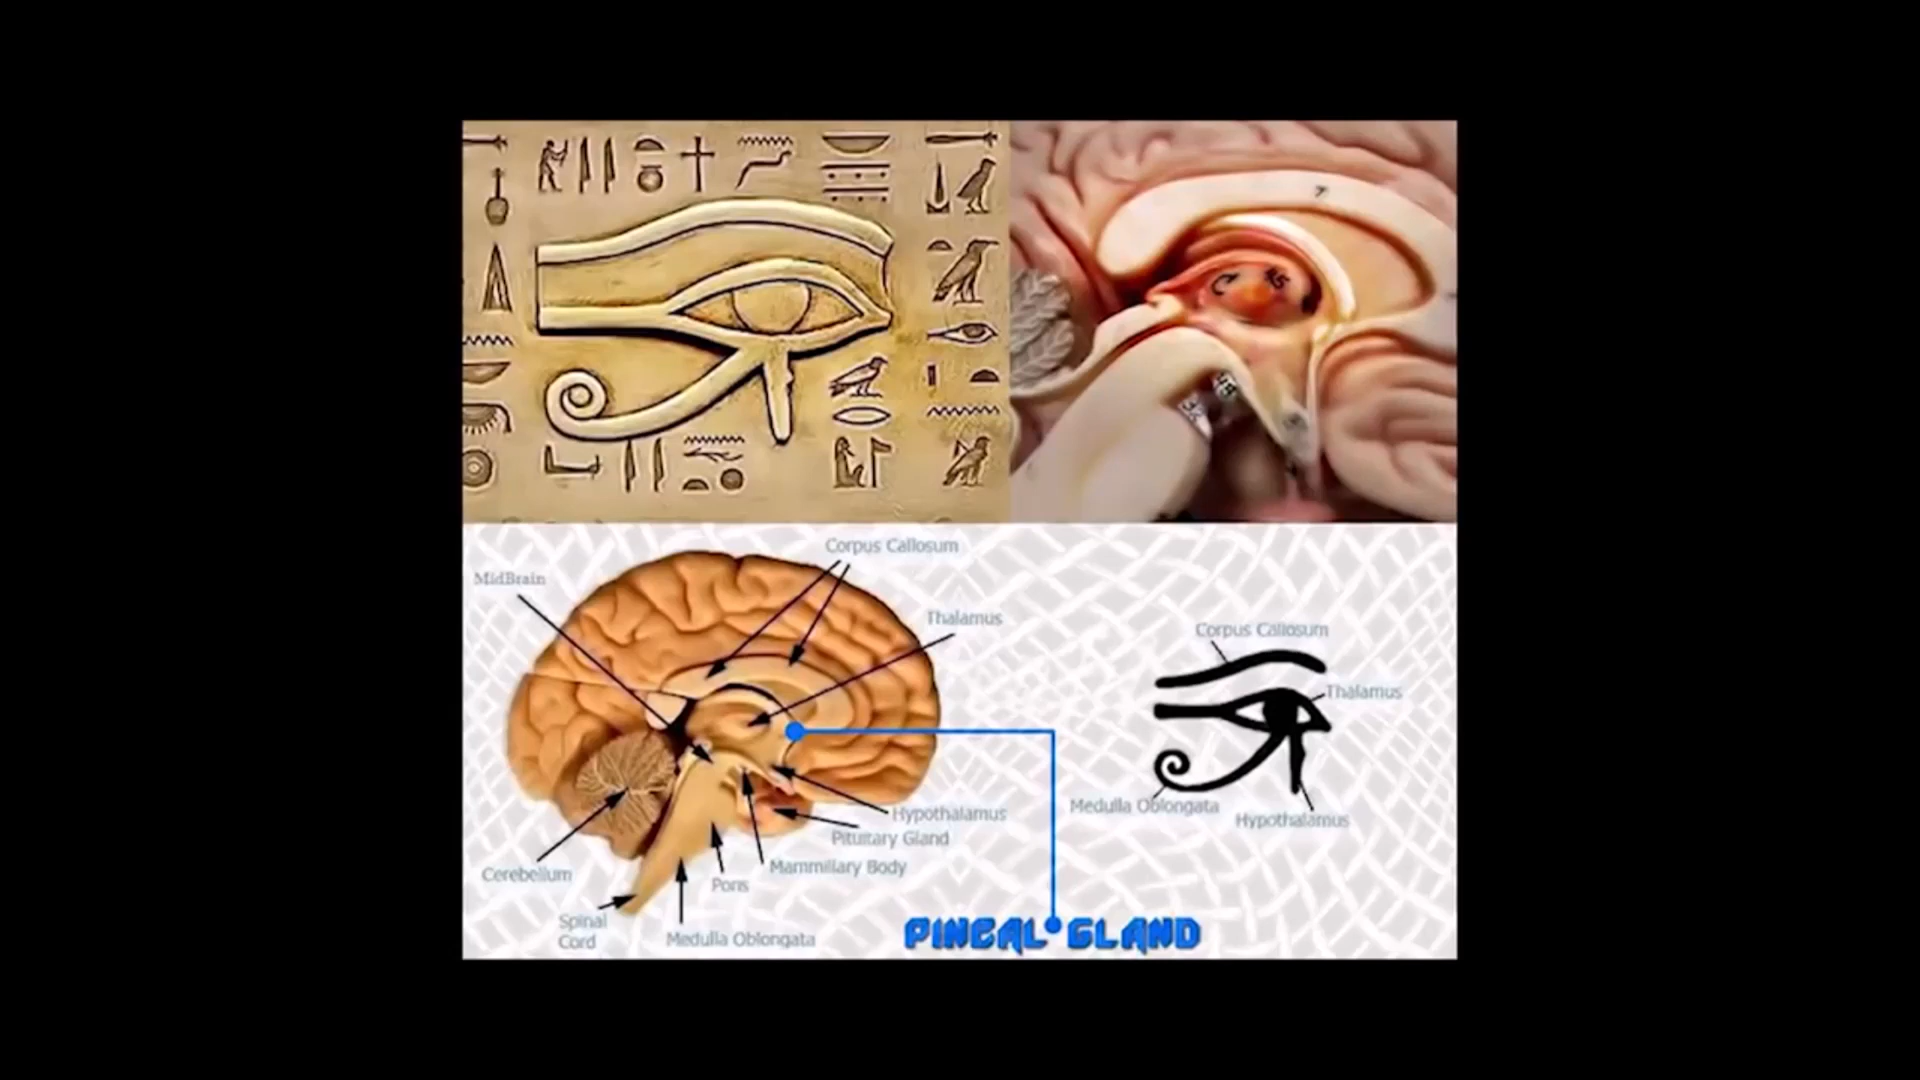 7
Corpus Callosum
MidBrain
Thalamus
Hypothalamus
Pituitary Gland
Mammillary Body
Cerebellum
Pons
Spinal
Cord
Medulla Oblongata
PINEAL GLAND
Corpus Callosum
Thalamus
Medulla Oblongata
Hypothalamus